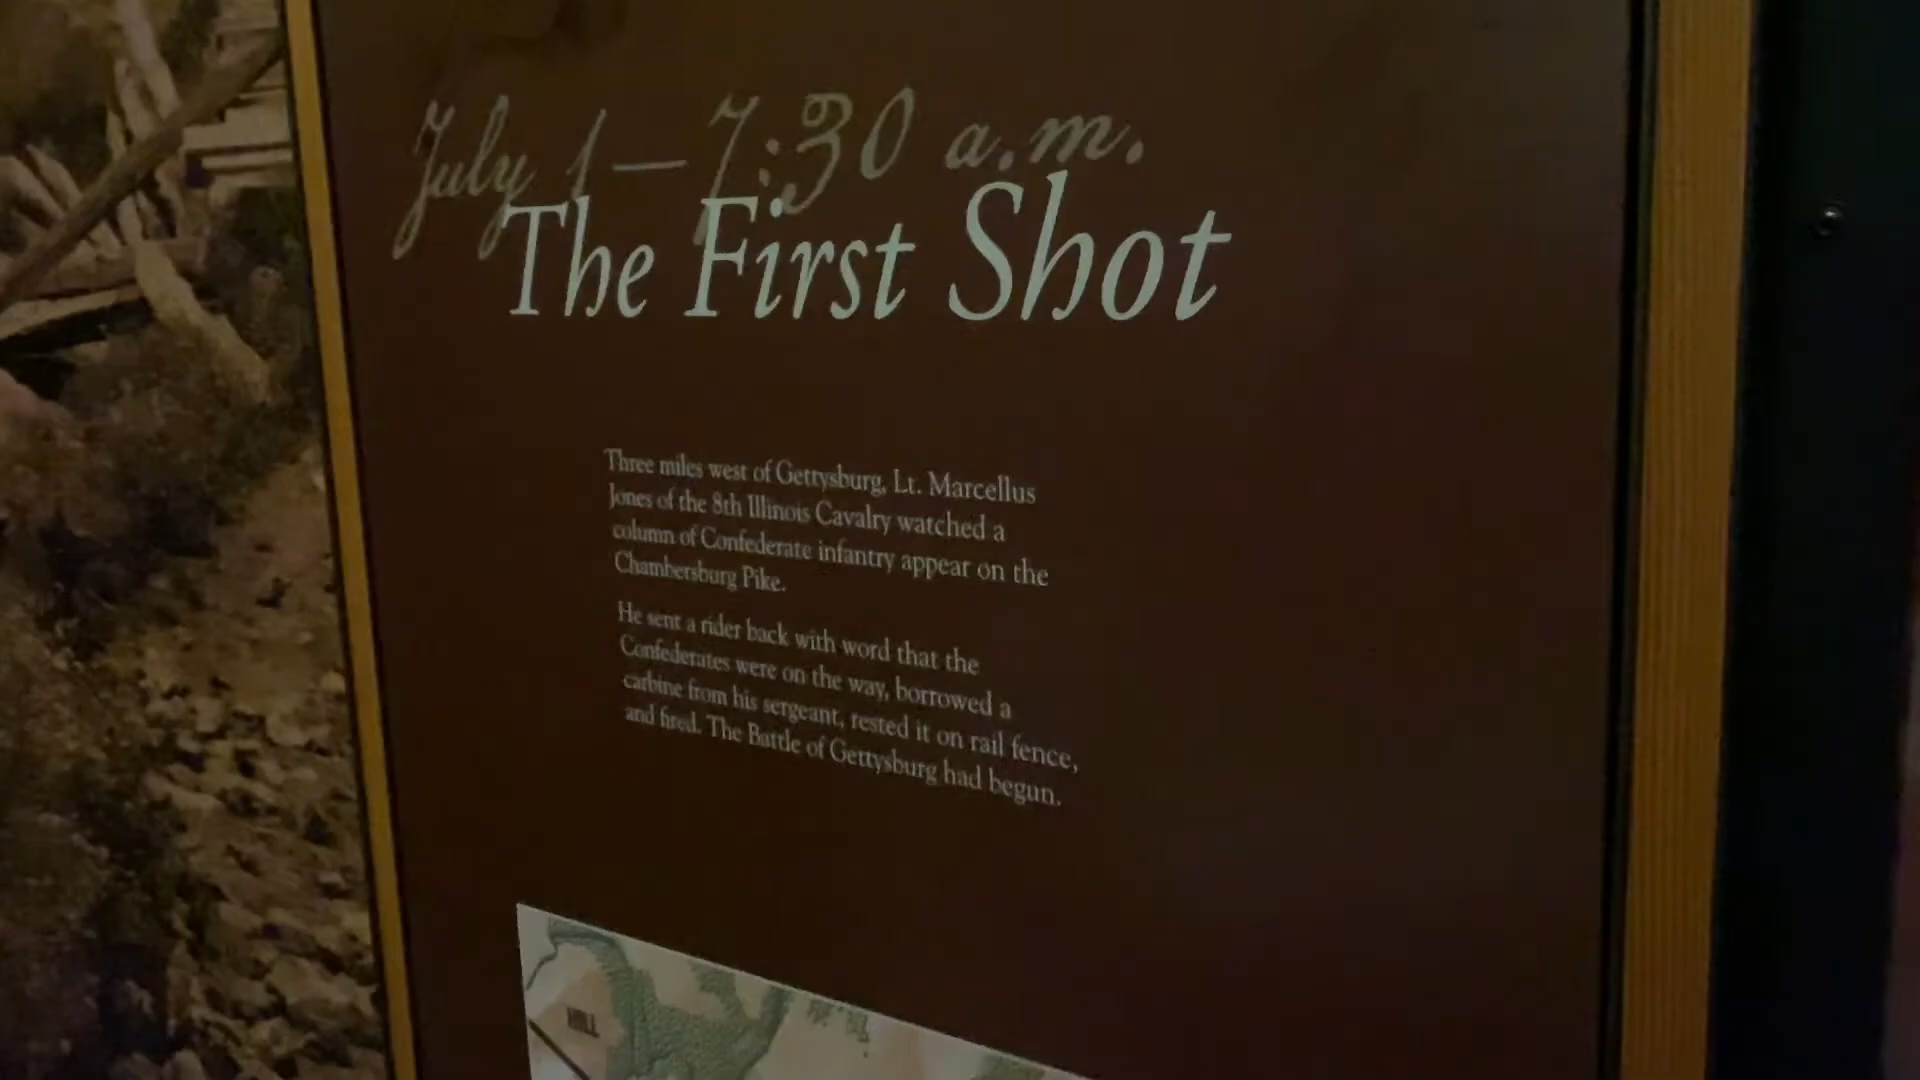 July 1 — 7:30 a.m.
The First Shot
Three miles west of Gettysburg, Lt. Marcellus
Jones of the 8th Illinois Cavalry watched a
column of Confederate infantry appear on the
Chambersburg Pike.
He sent a rider back with word that the
Confederates were on the way, borrowed a
carbine from his sergeant, rested it on rail fence,
and fired. The Battle of Gettysburg had begun.
HILL